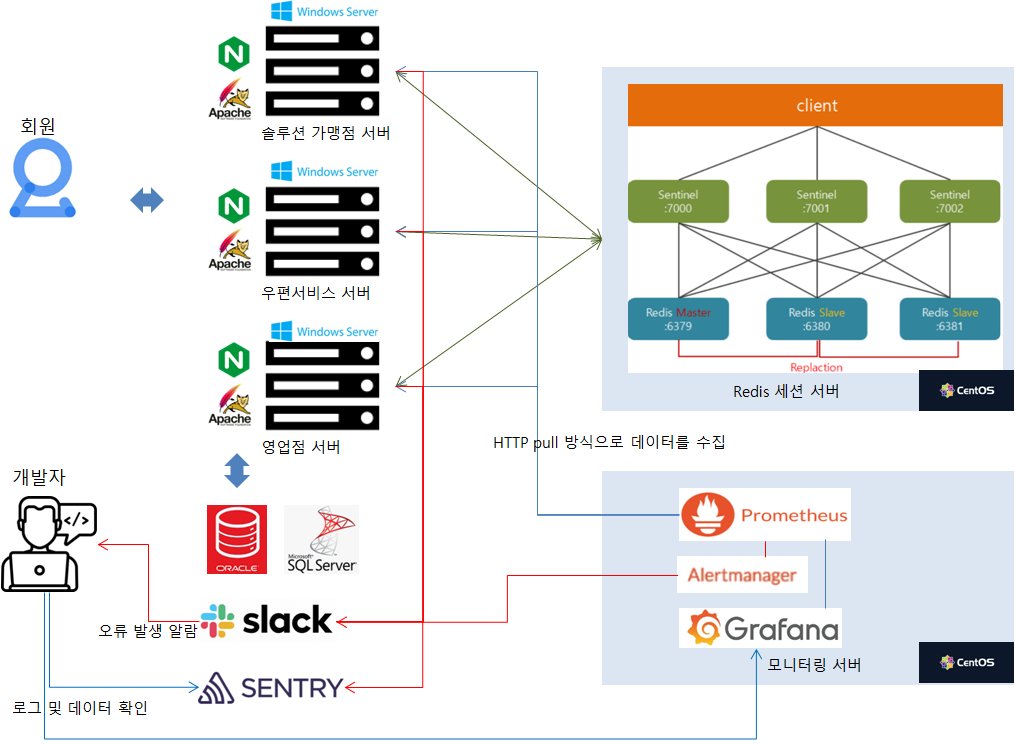 Windows Server
Apache
솔루션 가맹점 서버
회원
Windows Server
Apache
우편서비스 서버
Windows Server
Apache
영업점 서버
client
Sentinel
:7000
Sentinel
:7001
Sentinel
:7002
Redis Master
:6379
Redis Slave
:6380
Redis Slave
:6381
Replaction
Redis 세션 서버
CentOS
HTTP pull 방식으로 데이터를 수집
개발자
ORACLE
Microsoft
SQL Server
Prometheus
Alertmanager
Grafana
모니터링 서버
CentOS
slack
오류 발생 알람
SENTRY
로그 및 데이터 확인